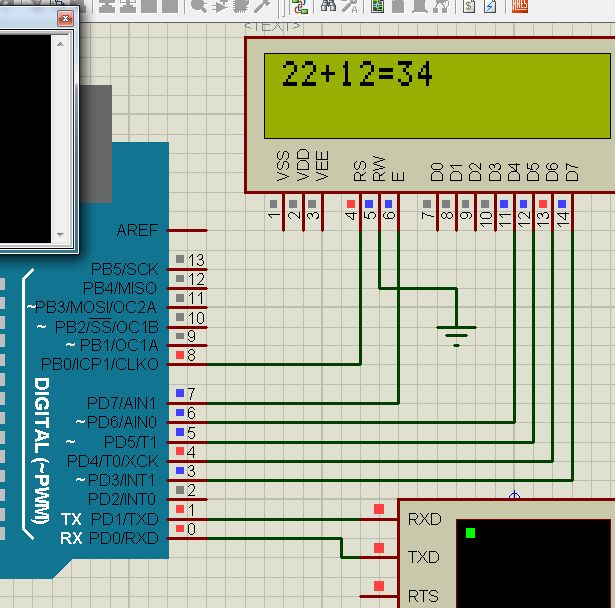 <TEXT>
22+12=34
VSS
VDD
VEE
RS
RW
E
D0
D1
D2
D3
D4
D5
D6
D7
1
2
3
4
5
6
7
8
9
10
11
12
13
14
AREF
PB5/SCK 13
PB4/MISO 12
~PB3/MOSI/OC2A 11
~ PB2/SS/OC1B 10
~ PB1/OC1A 9
PB0/ICP1/CLKO 8
DIGITAL (~PWM)
PD7/AIN1 7
~PD6/AIN0 6
~ PD5/T1 5
PD4/T0/XCK 4
~PD3/INT1 3
PD2/INT0 2
TX PD1/TXD 1
RX PD0/RXD 0
RXD
TXD
RTS